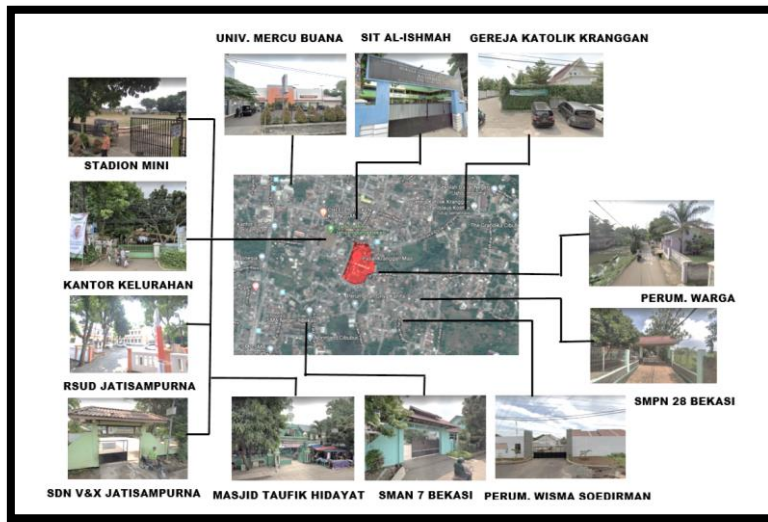 UNIV. MERCU BUANA
SIT AL-ISHMAH
GEREJA KATOLIK KRANGGAN
STADION MINI
KANTOR KELURAHAN
PERUM. WARGA
RSUD JATISAMPURNA
SMPN 28 BEKASI
SDN V&X JATISAMPURNA
MASJID TAUFIK HIDAYAT
SMAN 7 BEKASI
PERUM. WISMA SOEDIRMAN